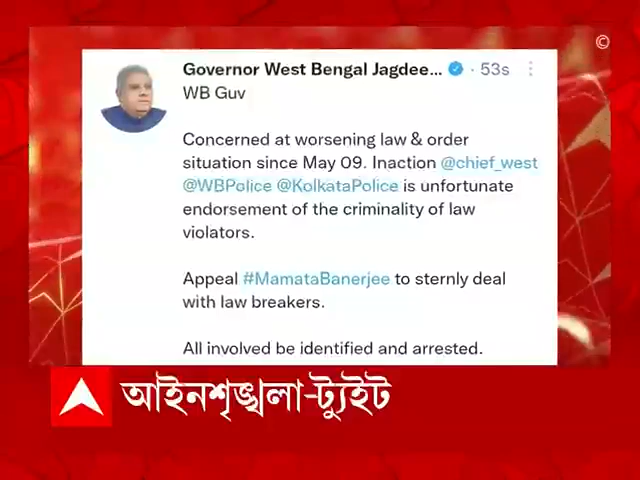 ©
Governor West Bengal Jagdee... · 53s
WB Guv
Concerned at worsening law & order
situation since May 09. Inaction @chief_west
@WBPolice @KolkataPolice is unfortunate
endorsement of the criminality of law
violators.
Appeal #MamataBanerjee to sternly deal
with law breakers.
All involved be identified and arrested.
আইনশৃঙ্খলা-ট্যুইট